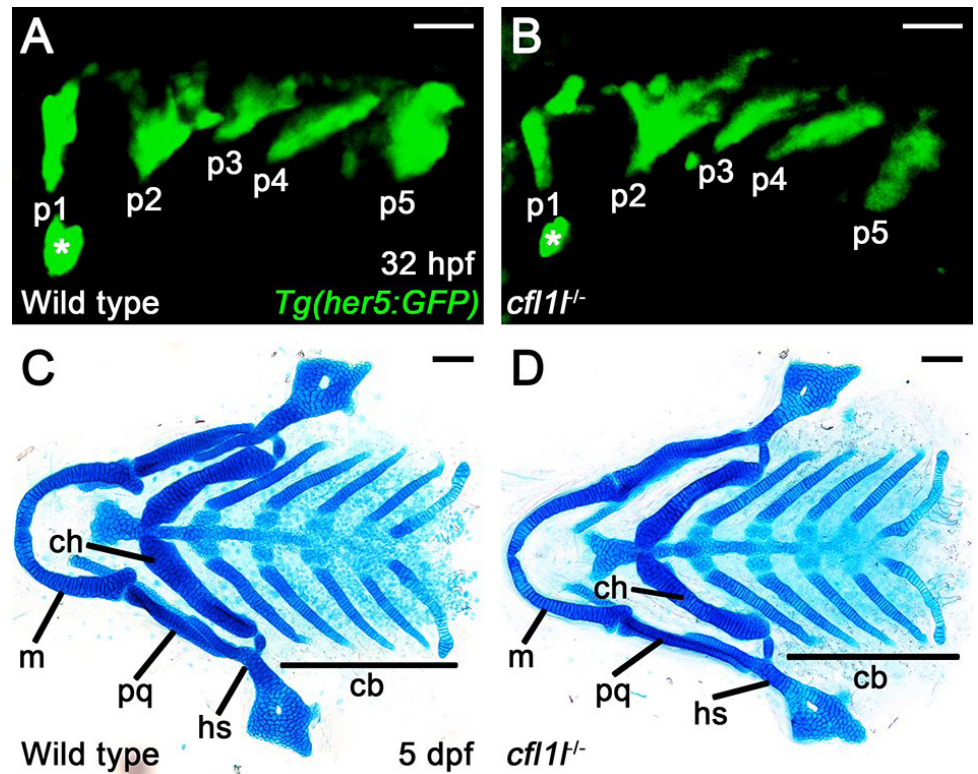 A
p1
p2
p3
p4
p5
*
32 hpf
Wild type
Tg(her5:GFP)
B
p1
p2
p3
p4
p5
*
cfl1l-/-
C
ch
m
pq
hs
cb
Wild type
5 dpf
D
ch
m
pq
hs
cb
cfl1l-/-